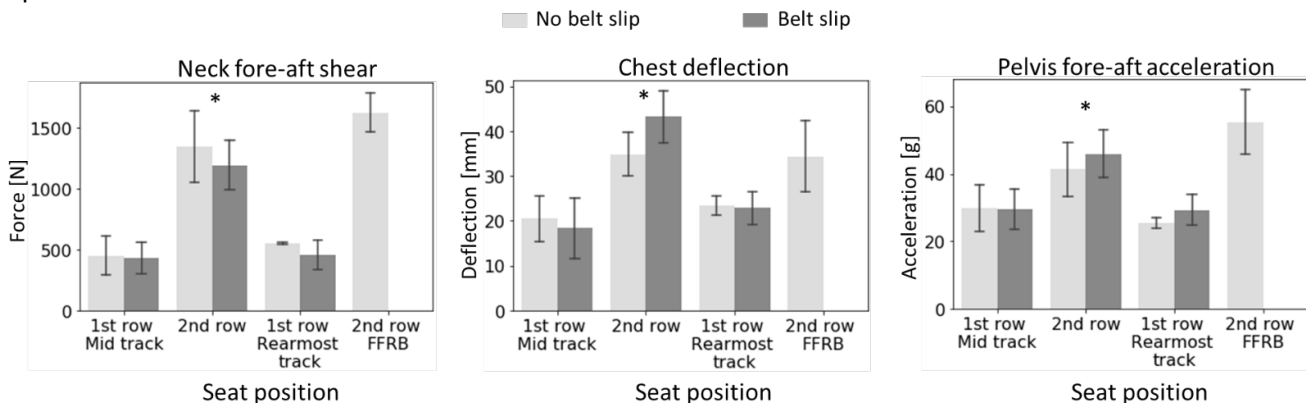 No belt slip
Belt slip
Neck fore-aft shear
Force [N]
1500
1000
500
0
*
1st row
Mid track
2nd row
1st row
Rearmost
track
2nd row
FFRB
Seat position
Chest deflection
Deflection [mm]
50
40
30
20
10
0
*
1st row
Mid track
2nd row
1st row
Rearmost
track
2nd row
FFRB
Seat position
Pelvis fore-aft acceleration
Acceleration [g]
60
40
20
0
*
1st row
Mid track
2nd row
1st row
Rearmost
track
2nd row
FFRB
Seat position